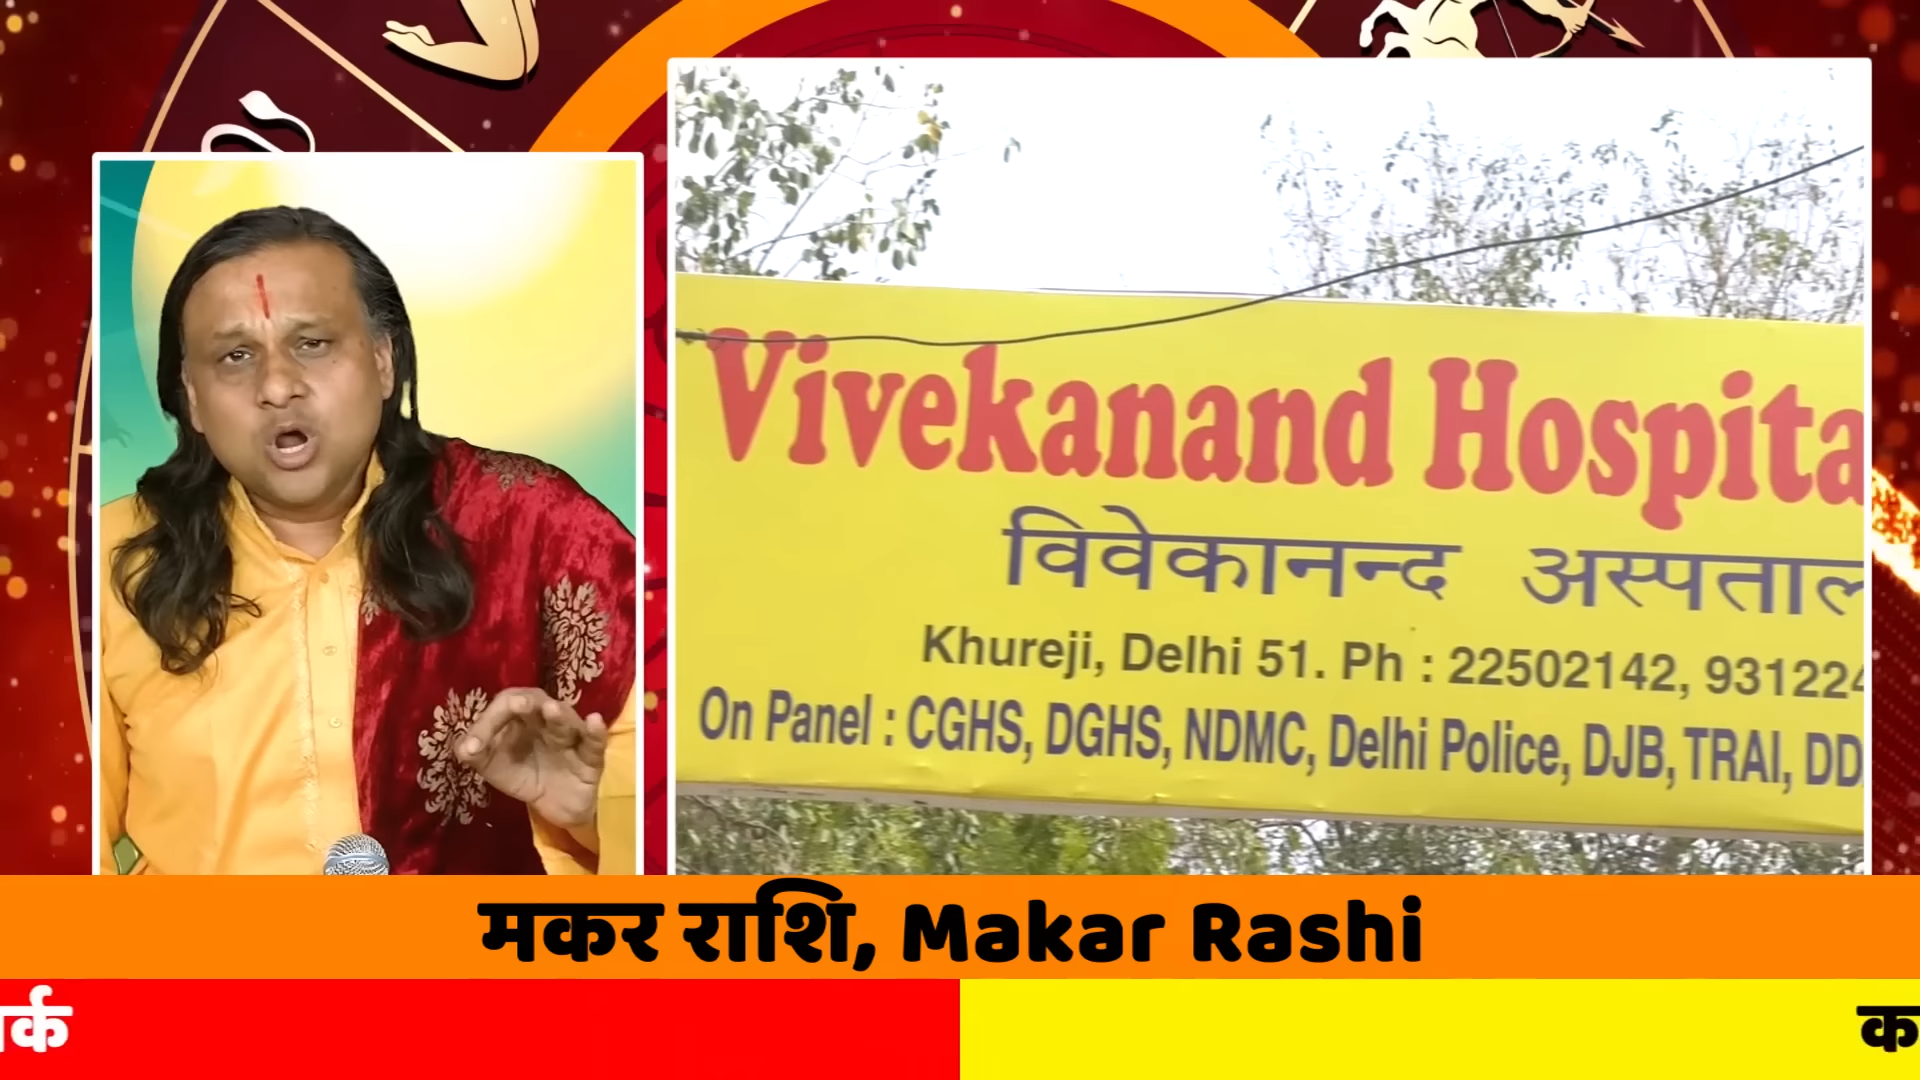 Vivekanand Hospita
विवेकानन्द अस्पताल
Khureji, Delhi 51. Ph : 22502142, 931224
On Panel : CGHS, DGHS, NDMC, Delhi Police, DJB, TRAI, DD
मकर राशि, Makar Rashi